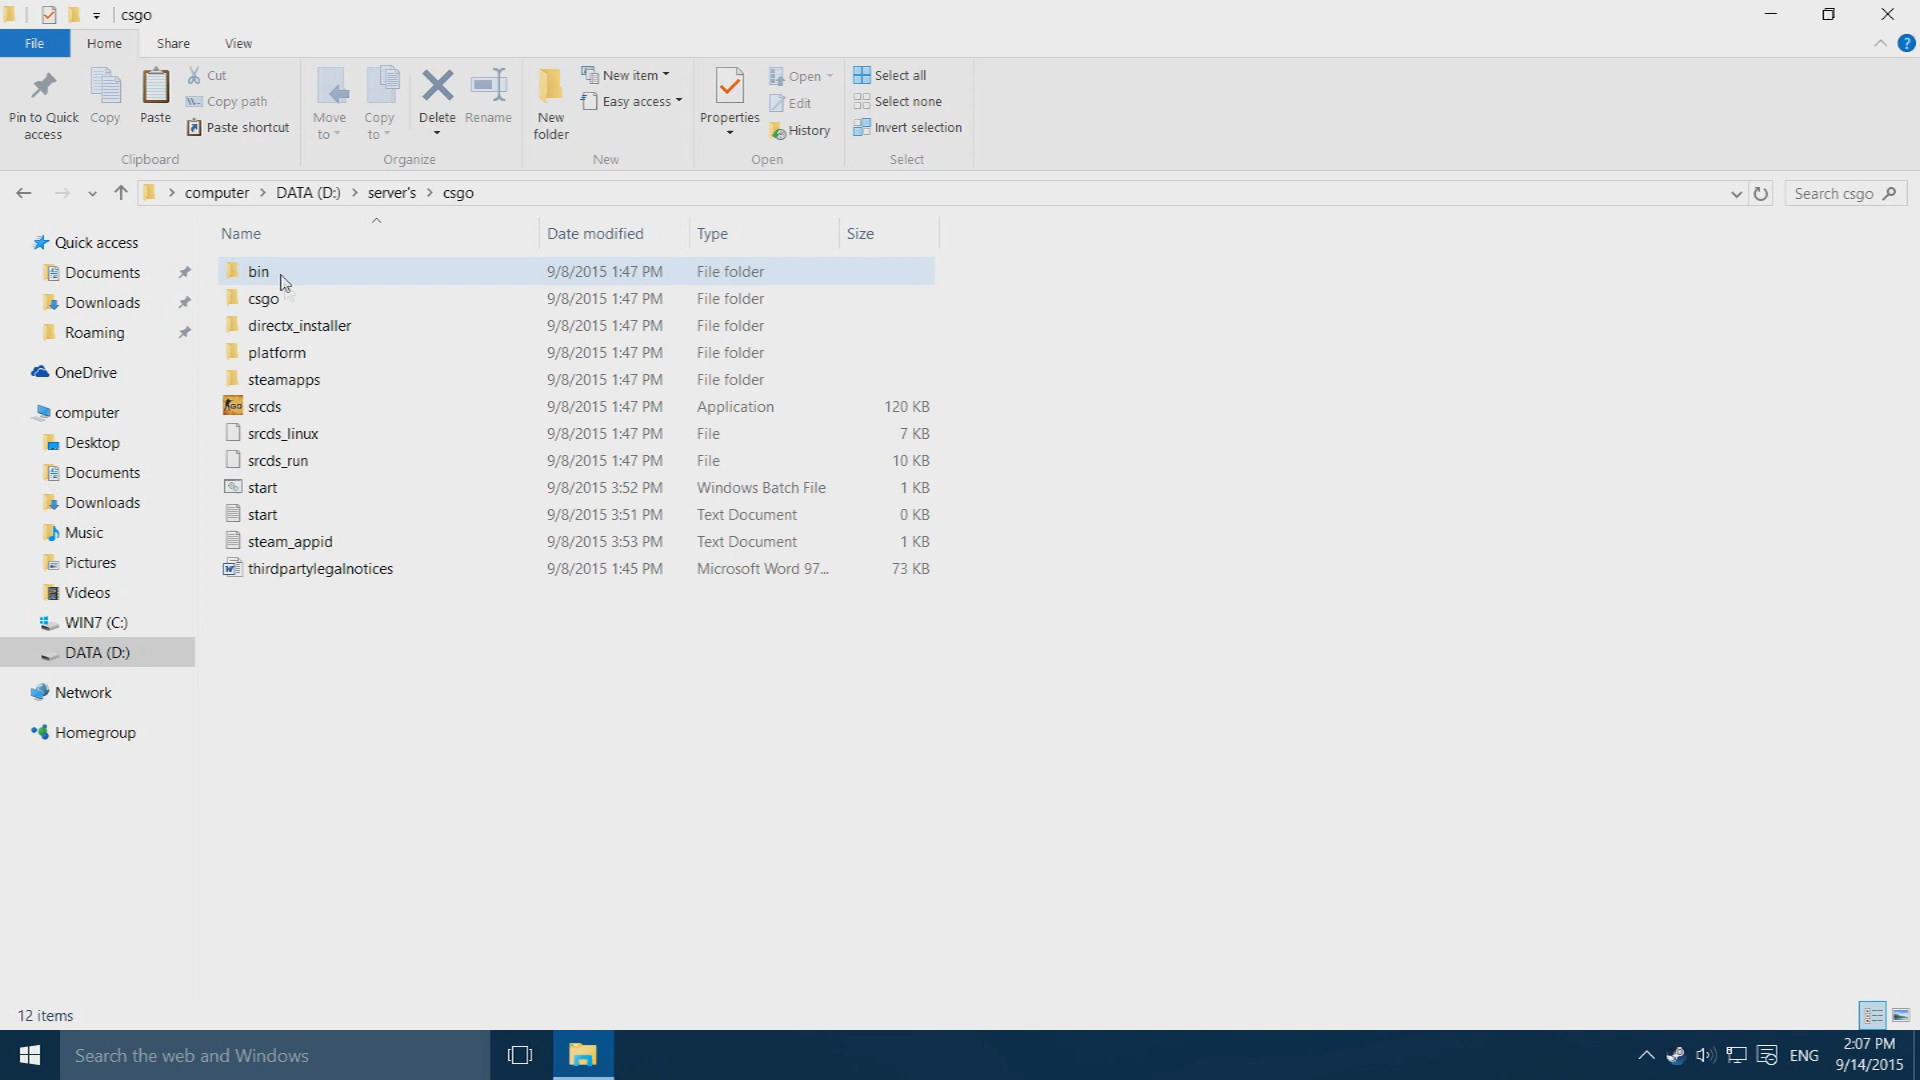 csgo
File Home Share View
Pin to Quick access
Copy
Paste
Cut
Copy path
Paste shortcut
Clipboard
Move to
Copy to
Delete
Rename
Organize
New folder
New item
Easy access
New
Properties
Open
Edit
History
Open
Select all
Select none
Invert selection
Select
computer > DATA (D:) > server's > csgo
Search csgo
Quick access
Documents
Downloads
Roaming
OneDrive
computer
Desktop
Documents
Downloads
Music
Pictures
Videos
WIN7 (C:)
DATA (D:)
Network
Homegroup
Name Date modified Type Size
bin 9/8/2015 1:47 PM File folder
csgo 9/8/2015 1:47 PM File folder
directx_installer 9/8/2015 1:47 PM File folder
platform 9/8/2015 1:47 PM File folder
steamapps 9/8/2015 1:47 PM File folder
srcds 9/8/2015 1:47 PM Application 120 KB
srcds_linux 9/8/2015 1:47 PM File 7 KB
srcds_run 9/8/2015 1:47 PM File 10 KB
start 9/8/2015 3:52 PM Windows Batch File 1 KB
start 9/8/2015 3:51 PM Text Document 0 KB
steam_appid 9/8/2015 3:53 PM Text Document 1 KB
thirdpartylegalnotices 9/8/2015 1:45 PM Microsoft Word 97... 73 KB
12 items
Search the web and Windows
ENG
2:07 PM
9/14/2015